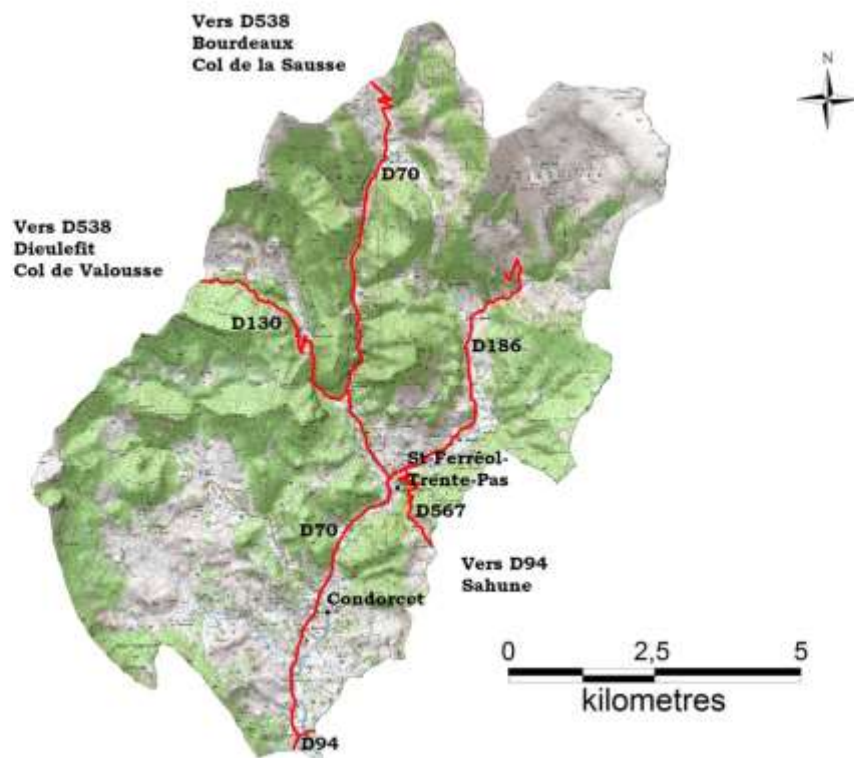 Vers D538
Bourdeaux
Col de la Sausse
N
D70
Vers D538
Dieulefit
Col de Valousse
D130
D186
St Ferréol-
Trente-Pas
D567
D70
Vers D94
Sahune
Condorcet
0 2,5 5
kilometres
D94